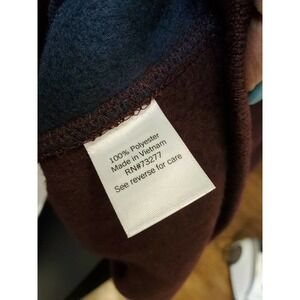 100% Polyester
Made in Vietnam
RN#73277
See reverse for care